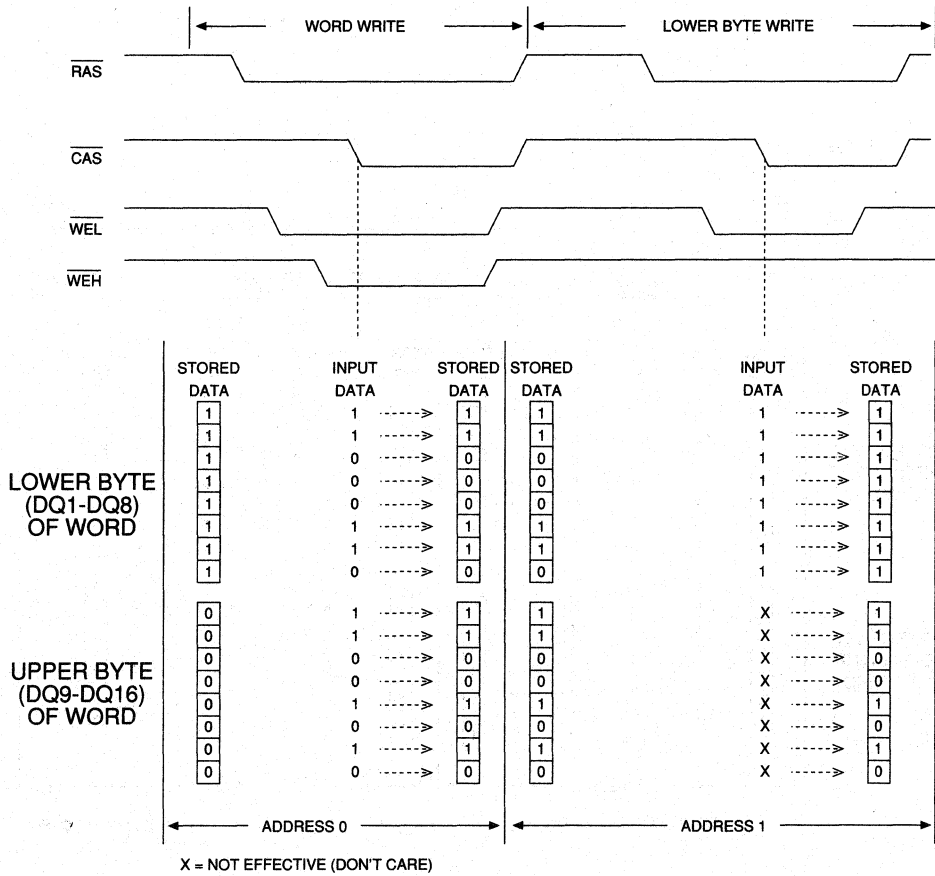 WORD WRITE LOWER BYTE WRITE
RAS
CAS
WEL
WEH
STORED INPUT STORED STORED INPUT STORED
DATA DATA DATA DATA DATA DATA
1 1 1 1 1 1
1 1 1 1 1 1
1 0 0 0 1 1
1 0 0 0 1 1
1 0 0 0 1 1
1 1 1 1 1 1
1 1 1 1 1 1
1 0 0 0 1 1
LOWER BYTE
(DQ1-DQ8)
OF WORD
0 1 1 1 X 1
0 1 1 1 X 1
0 0 0 0 X 0
0 0 0 0 X 0
0 1 1 1 X 1
0 0 0 0 X 0
0 1 1 1 X 1
0 0 0 0 X 0
UPPER BYTE
(DQ9-DQ16)
OF WORD
ADDRESS 0 ADDRESS 1
X = NOT EFFECTIVE (DON'T CARE)